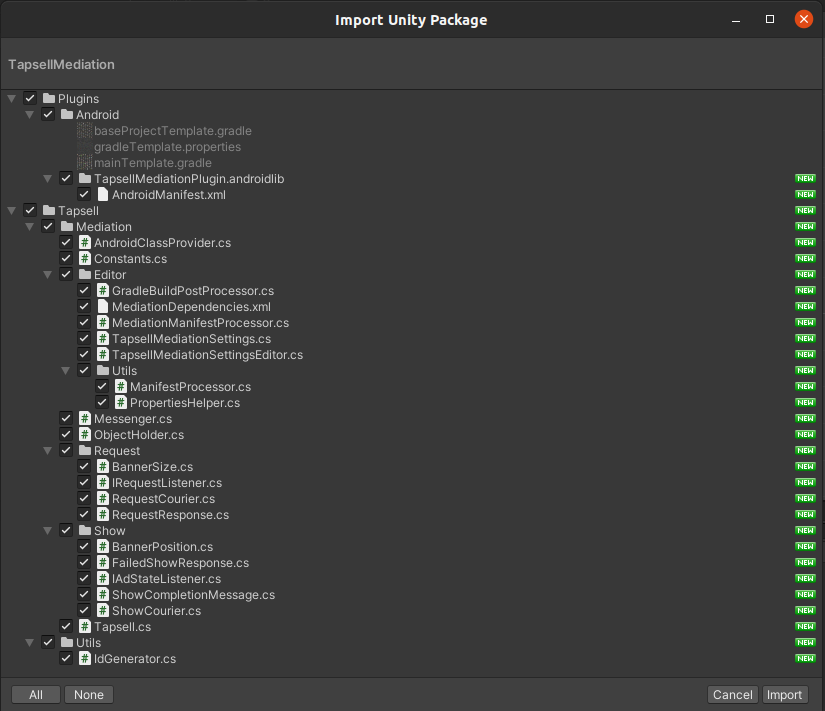 Import Unity Package
TapsellMediation
Plugins
Android
baseProjectTemplate.gradle
gradleTemplate.properties
mainTemplate.gradle
TapsellMediationPlugin.androidlib NEW
AndroidManifest.xml NEW
Tapsell NEW
Mediation NEW
# AndroidClassProvider.cs NEW
# Constants.cs NEW
Editor NEW
# GradleBuildPostProcessor.cs NEW
MediationDependencies.xml NEW
# MediationManifestProcessor.cs NEW
# TapsellMediationSettings.cs NEW
# TapsellMediationSettingsEditor.cs NEW
Utils NEW
# ManifestProcessor.cs NEW
# PropertiesHelper.cs NEW
# Messenger.cs NEW
# ObjectHolder.cs NEW
Request NEW
# BannerSize.cs NEW
# IRequestListener.cs NEW
# RequestCourier.cs NEW
# RequestResponse.cs NEW
Show NEW
# BannerPosition.cs NEW
# FailedShowResponse.cs NEW
# IAdStateListener.cs NEW
# ShowCompletionMessage.cs NEW
# ShowCourier.cs NEW
# Tapsell.cs NEW
Utils NEW
# IdGenerator.cs NEW
All None Cancel Import